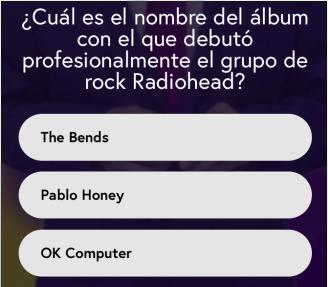 ¿Cuál es el nombre del álbum
con el que debutó
profesionalmente el grupo de
rock Radiohead?
The Bends
Pablo Honey
OK Computer